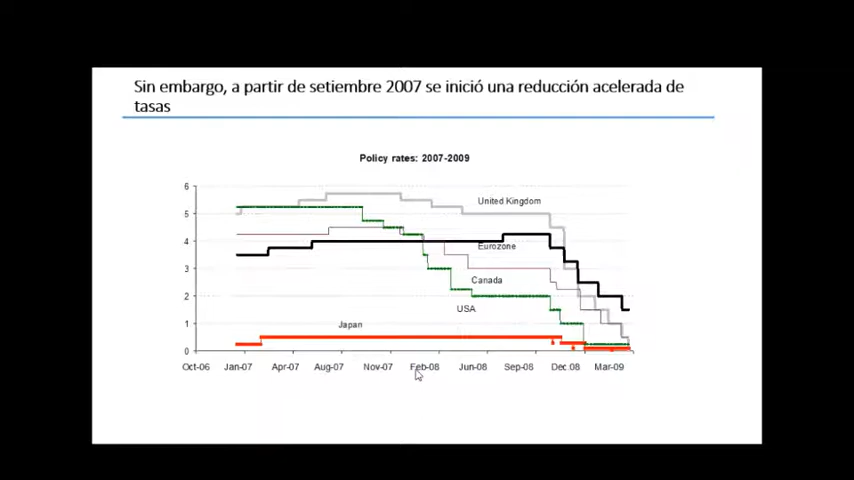 Sin embargo, a partir de setiembre 2007 se inició una reducción acelerada de
tasas
Policy rates: 2007-2009
6
United Kingdom
5
4
Eurozone
3
Canada
2
USA
1
Japan
0
Oct-06 Jan-07 Apr-07 Aug-07 Nov-07 Feb-08 Jun-08 Sep-08 Dec.08 Mar-09